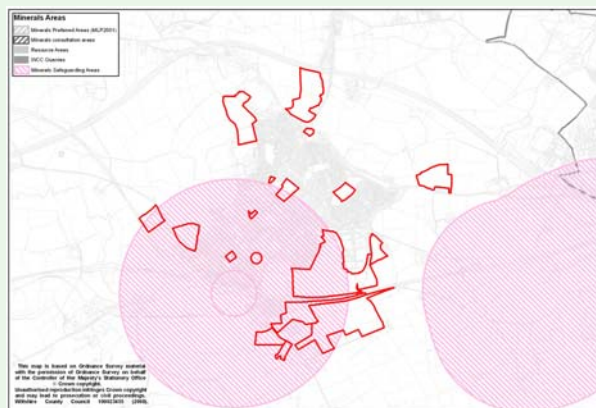 Minerals Areas
Minerals Preferred Areas (MLP2001)
Minerals consultation areas
Resource Areas
WCC Quarries
Minerals Safeguarding Areas
This map is based on Ordnance Survey material
with the permission of Ordnance Survey on behalf
of the Controller of the Majesty's Stationery Office
© Crown copyright.
Unauthorised reproduction infringes Crown copyright
and may lead to prosecution or civil proceedings.
Wiltshire County Council